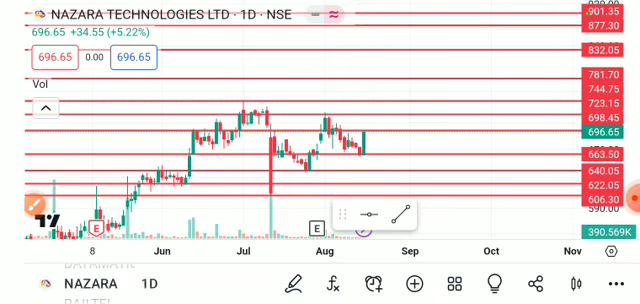 NAZARA TECHNOLOGIES LTD · 1D · NSE
696.65 +34.55 (+5.22%)
696.65 0.00 696.65
Vol
901.35
877.30
832.05
781.70
744.75
723.15
698.45
696.65
663.50
640.05
622.05
606.30
590.00
390.569K
E E
8 Jun Jul Aug Sep Oct Nov
NAZARA 1D